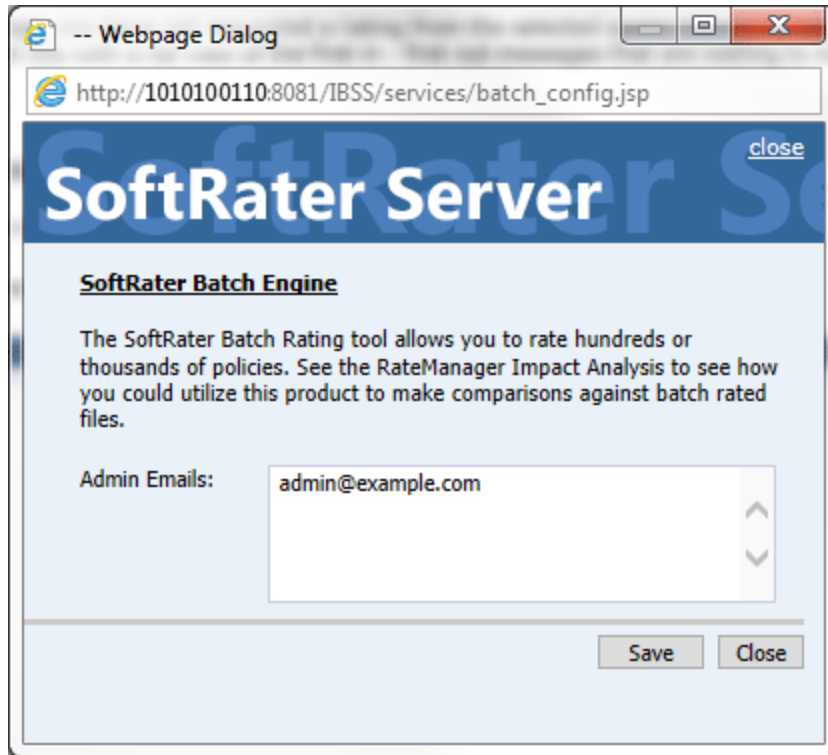 -- Webpage Dialog
http://1010100110:8081/IBSS/services/batch_config.jsp
close
SoftRater Server
SoftRater Batch Engine
The SoftRater Batch Rating tool allows you to rate hundreds or
thousands of policies. See the RateManager Impact Analysis to see how
you could utilize this product to make comparisons against batch rated
files.
Admin Emails:
admin@example.com
Save
Close